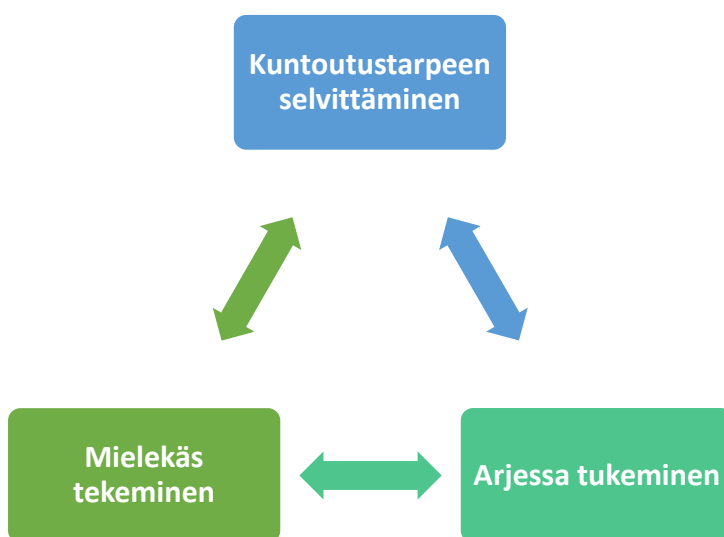 Kuntoutustarpeen
selvittäminen
Mielekäs
tekeminen
Arjessa tukeminen